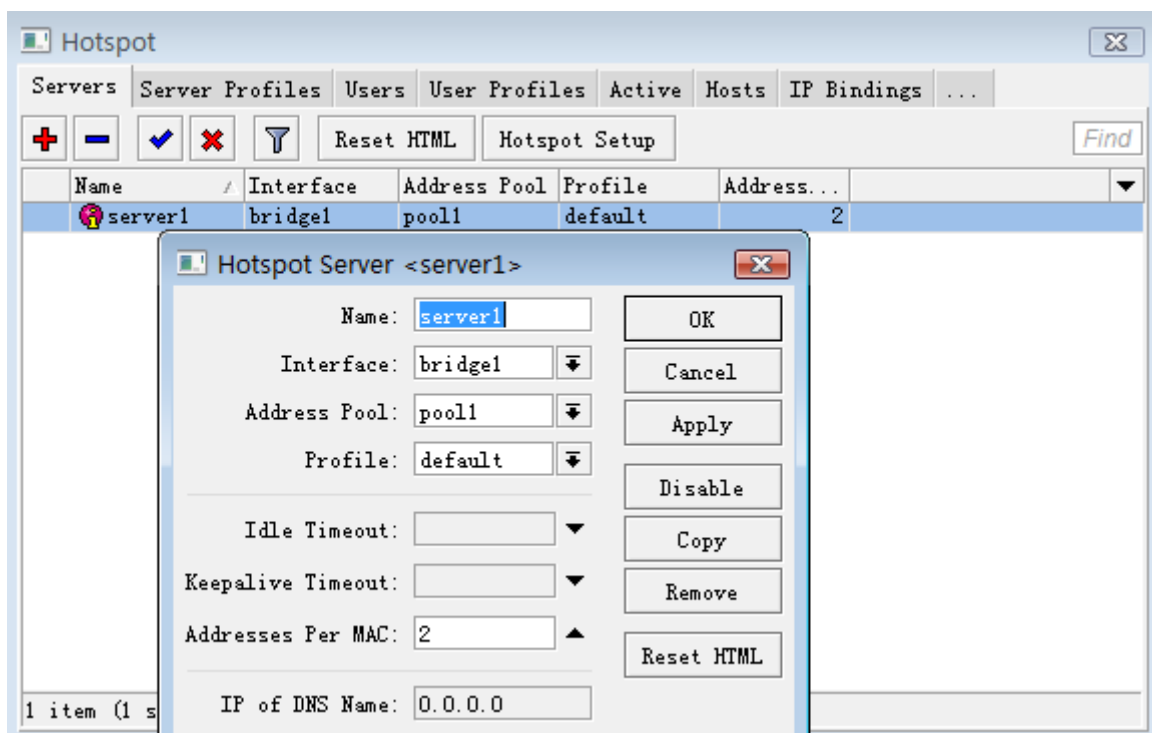 Hotspot
Servers Server Profiles Users User Profiles Active Hosts IP Bindings ...
Reset HTML Hotspot Setup Find
Name Interface Address Pool Profile Address...
server1 bridge1 pool1 default 2
Hotspot Server <server1>
Name: server1 OK
Interface: bridge1 Cancel
Address Pool: pool1 Apply
Profile: default
Disable
Idle Timeout: Copy
Keepalive Timeout: Remove
Addresses Per MAC: 2
Reset HTML
IP of DNS Name: 0.0.0.0
1 item (1 s